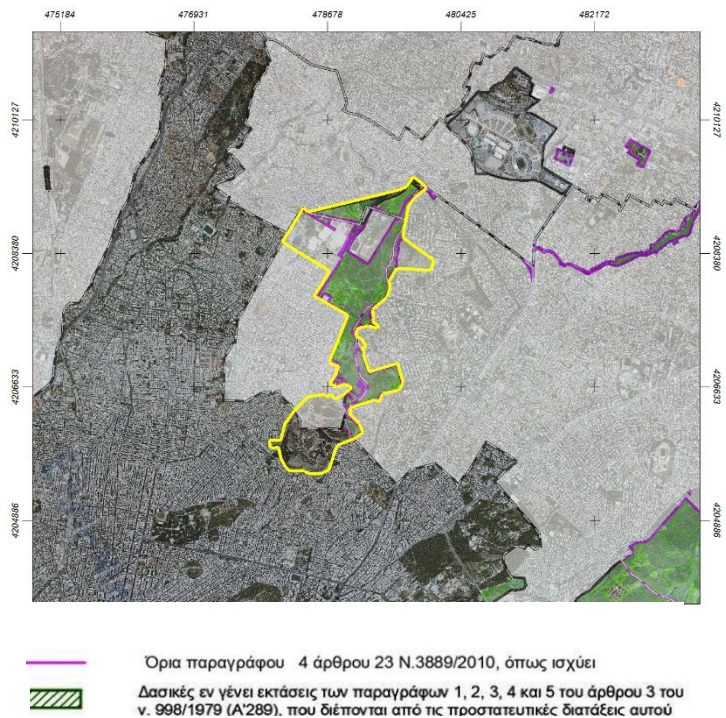 475184 476931 478678 480425 482172
4210127 4210127
4208380 4208380
4206633 4206633
4204886 4204886
Όρια παραγράφου 4 άρθρου 23 Ν.3889/2010, όπως ισχύει
Δασικές εν γένει εκτάσεις των παραγράφων 1, 2, 3, 4 και 5 του άρθρου 3 του
ν. 998/1979 (Α'289), που διέπονται από τις προστατευτικές διατάξεις αυτού